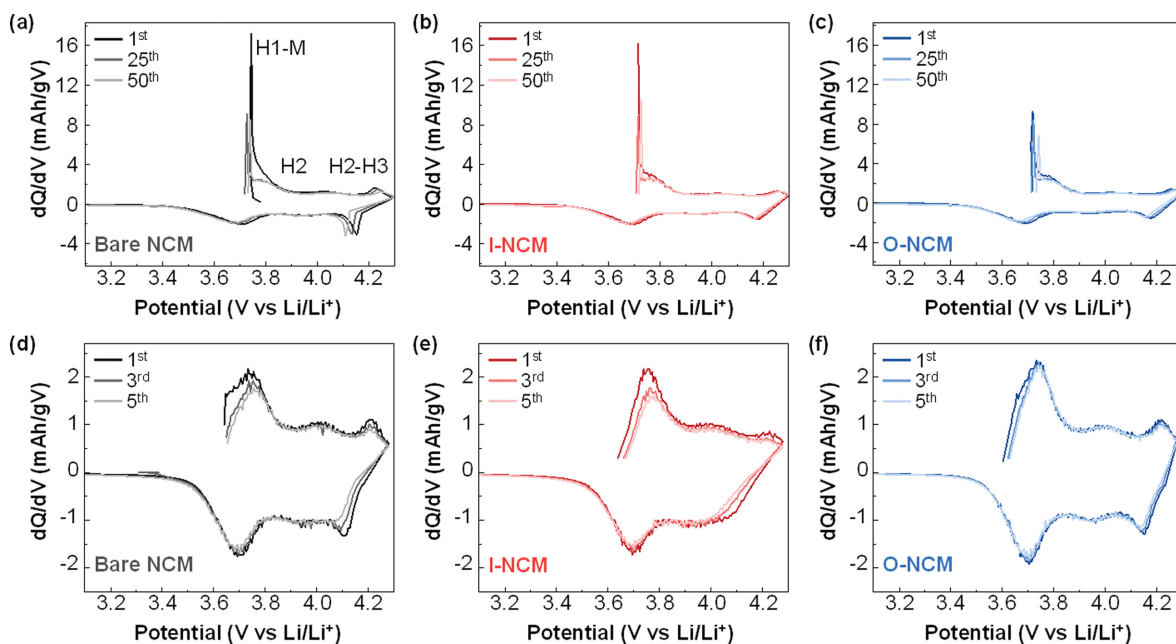 (a)
1st
25th
50th
H1-M
H2
H2-H3
Bare NCM
dQ/dV (mAh/gV)
16
12
8
4
0
-4
3.2 3.4 3.6 3.8 4.0 4.2
Potential (V vs Li/Li+)
(b)
1st
25th
50th
I-NCM
dQ/dV (mAh/gV)
16
12
8
4
0
-4
3.2 3.4 3.6 3.8 4.0 4.2
Potential (V vs Li/Li+)
(c)
1st
25th
50th
O-NCM
dQ/dV (mAh/gV)
16
12
8
4
0
-4
3.2 3.4 3.6 3.8 4.0 4.2
Potential (V vs Li/Li+)
(d)
1st
3rd
5th
Bare NCM
dQ/dV (mAh/gV)
2
1
0
-1
-2
3.2 3.4 3.6 3.8 4.0 4.2
Potential (V vs Li/Li+)
(e)
1st
3rd
5th
I-NCM
dQ/dV (mAh/gV)
2
1
0
-1
-2
3.2 3.4 3.6 3.8 4.0 4.2
Potential (V vs Li/Li+)
(f)
1st
3rd
5th
O-NCM
dQ/dV (mAh/gV)
2
1
0
-1
-2
3.2 3.4 3.6 3.8 4.0 4.2
Potential (V vs Li/Li+)